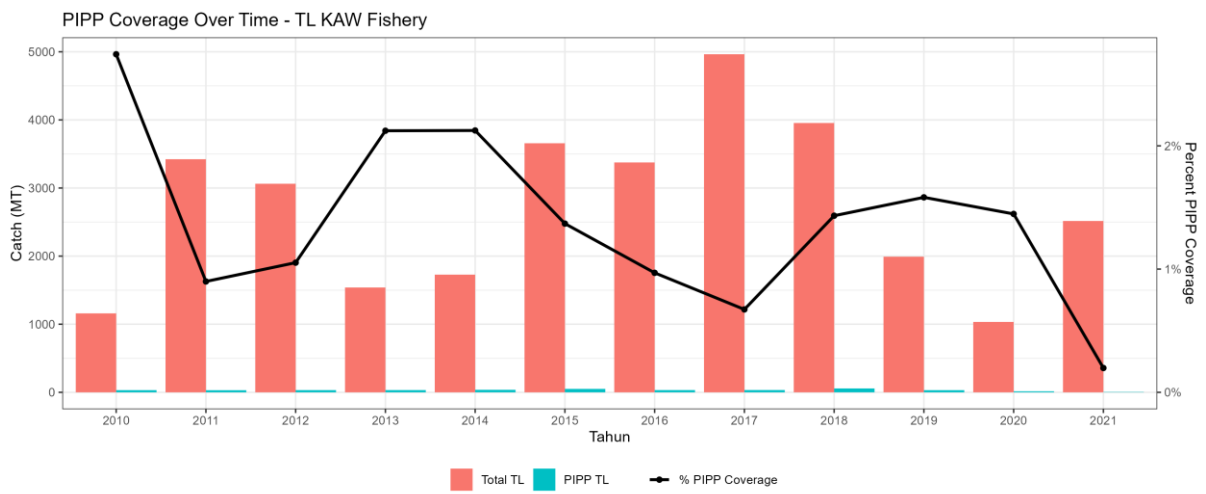 PIPP Coverage Over Time - TL KAW Fishery
Catch (MT)
5000
4000
3000
2000
1000
0
2%
1%
0%
Percent PIPP Coverage
2010 2011 2012 2013 2014 2015 2016 2017 2018 2019 2020 2021
Tahun
Total TL PIPP TL % PIPP Coverage